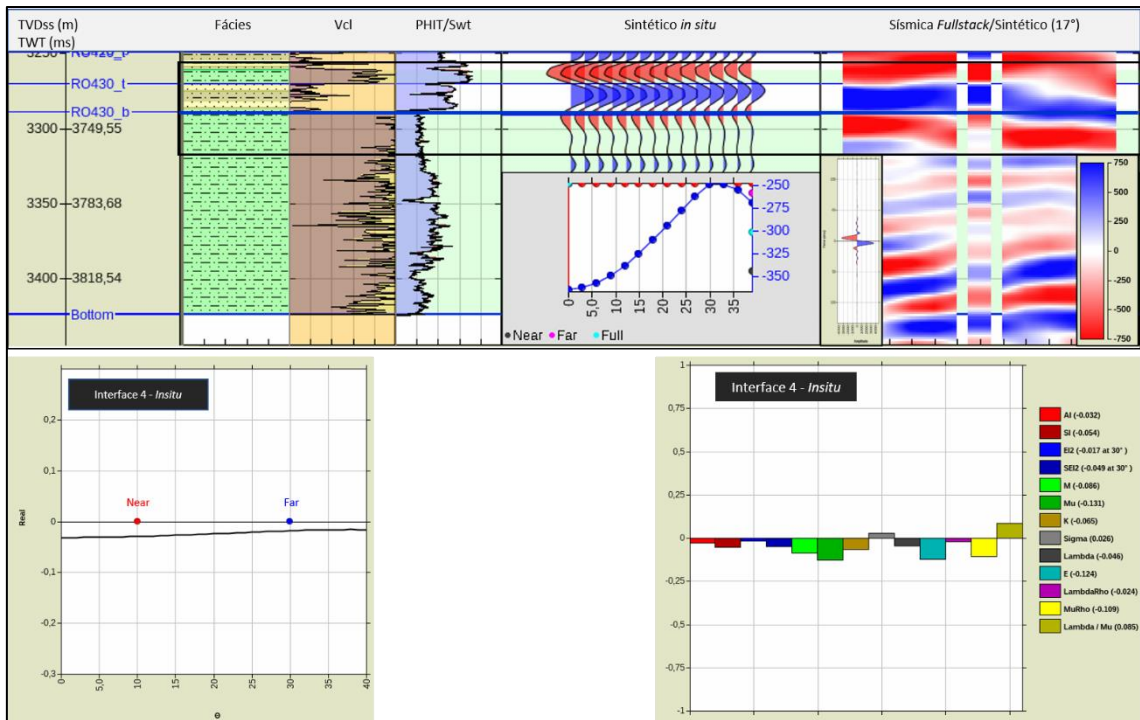 TVDss (m)
TWT (ms)
Fácies
Vcl
PHIT/Swt
Sintético in situ
Sísmica Fullstack/Sintético (17°)
3250
RO430_t
RO430_b
3300
3749,55
3350
3783,68
3400
3818,54
Bottom
-250
-275
-300
-325
-350
0
5,0
10
15
20
25
30
35
Near
Far
Full
750
500
250
0
-250
-500
-750
Interface 4 - Insitu
0,2
0,1
0
-0,1
-0,2
-0,3
Real
Near
Far
0
5,0
10
15
20
25
30
35
40
Θ
Interface 4 - Insitu
1
0,75
0,5
0,25
0
-0,25
-0,5
-0,75
-1
AI (-0.032)
SI (-0.054)
EI2 (-0.017 at 30° )
SEI2 (-0.049 at 30° )
M (-0.086)
Mu (-0.131)
K (-0.065)
Sigma (0.026)
Lambda (-0.046)
E (-0.124)
LambdaRho (-0.024)
MuRho (-0.109)
Lambda / Mu (0.085)